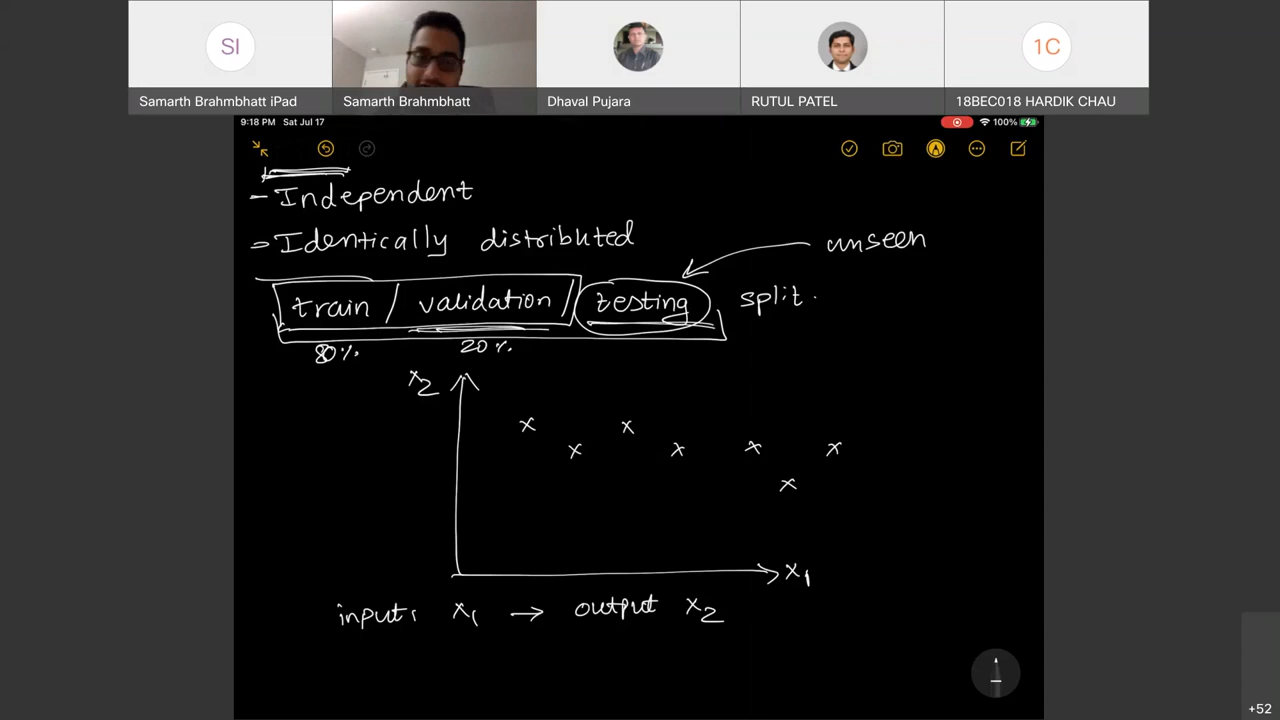 SI
1C
Samarth Brahmbhatt iPad
Samarth Brahmbhatt
Dhaval Pujara
RUTUL PATEL
18BEC018 HARDIK CHAU
9:18 PM Sat Jul 17
100%
- Independent
- Identically distributed
unseen
train / validation / testing split.
80% 20%
x2
x x x x x x x x
x1
input: x1 → output x2
+52